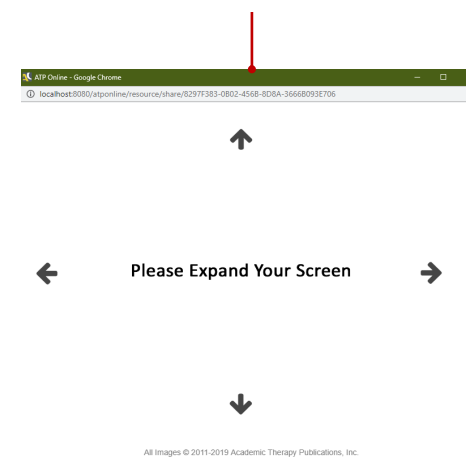 ATP Online - Google Chrome
localhost:8080/atponline/resource/share/8297F383-0B02-456B-8D8A-3666B093E706
Please Expand Your Screen
All Images © 2011-2019 Academic Therapy Publications, Inc.